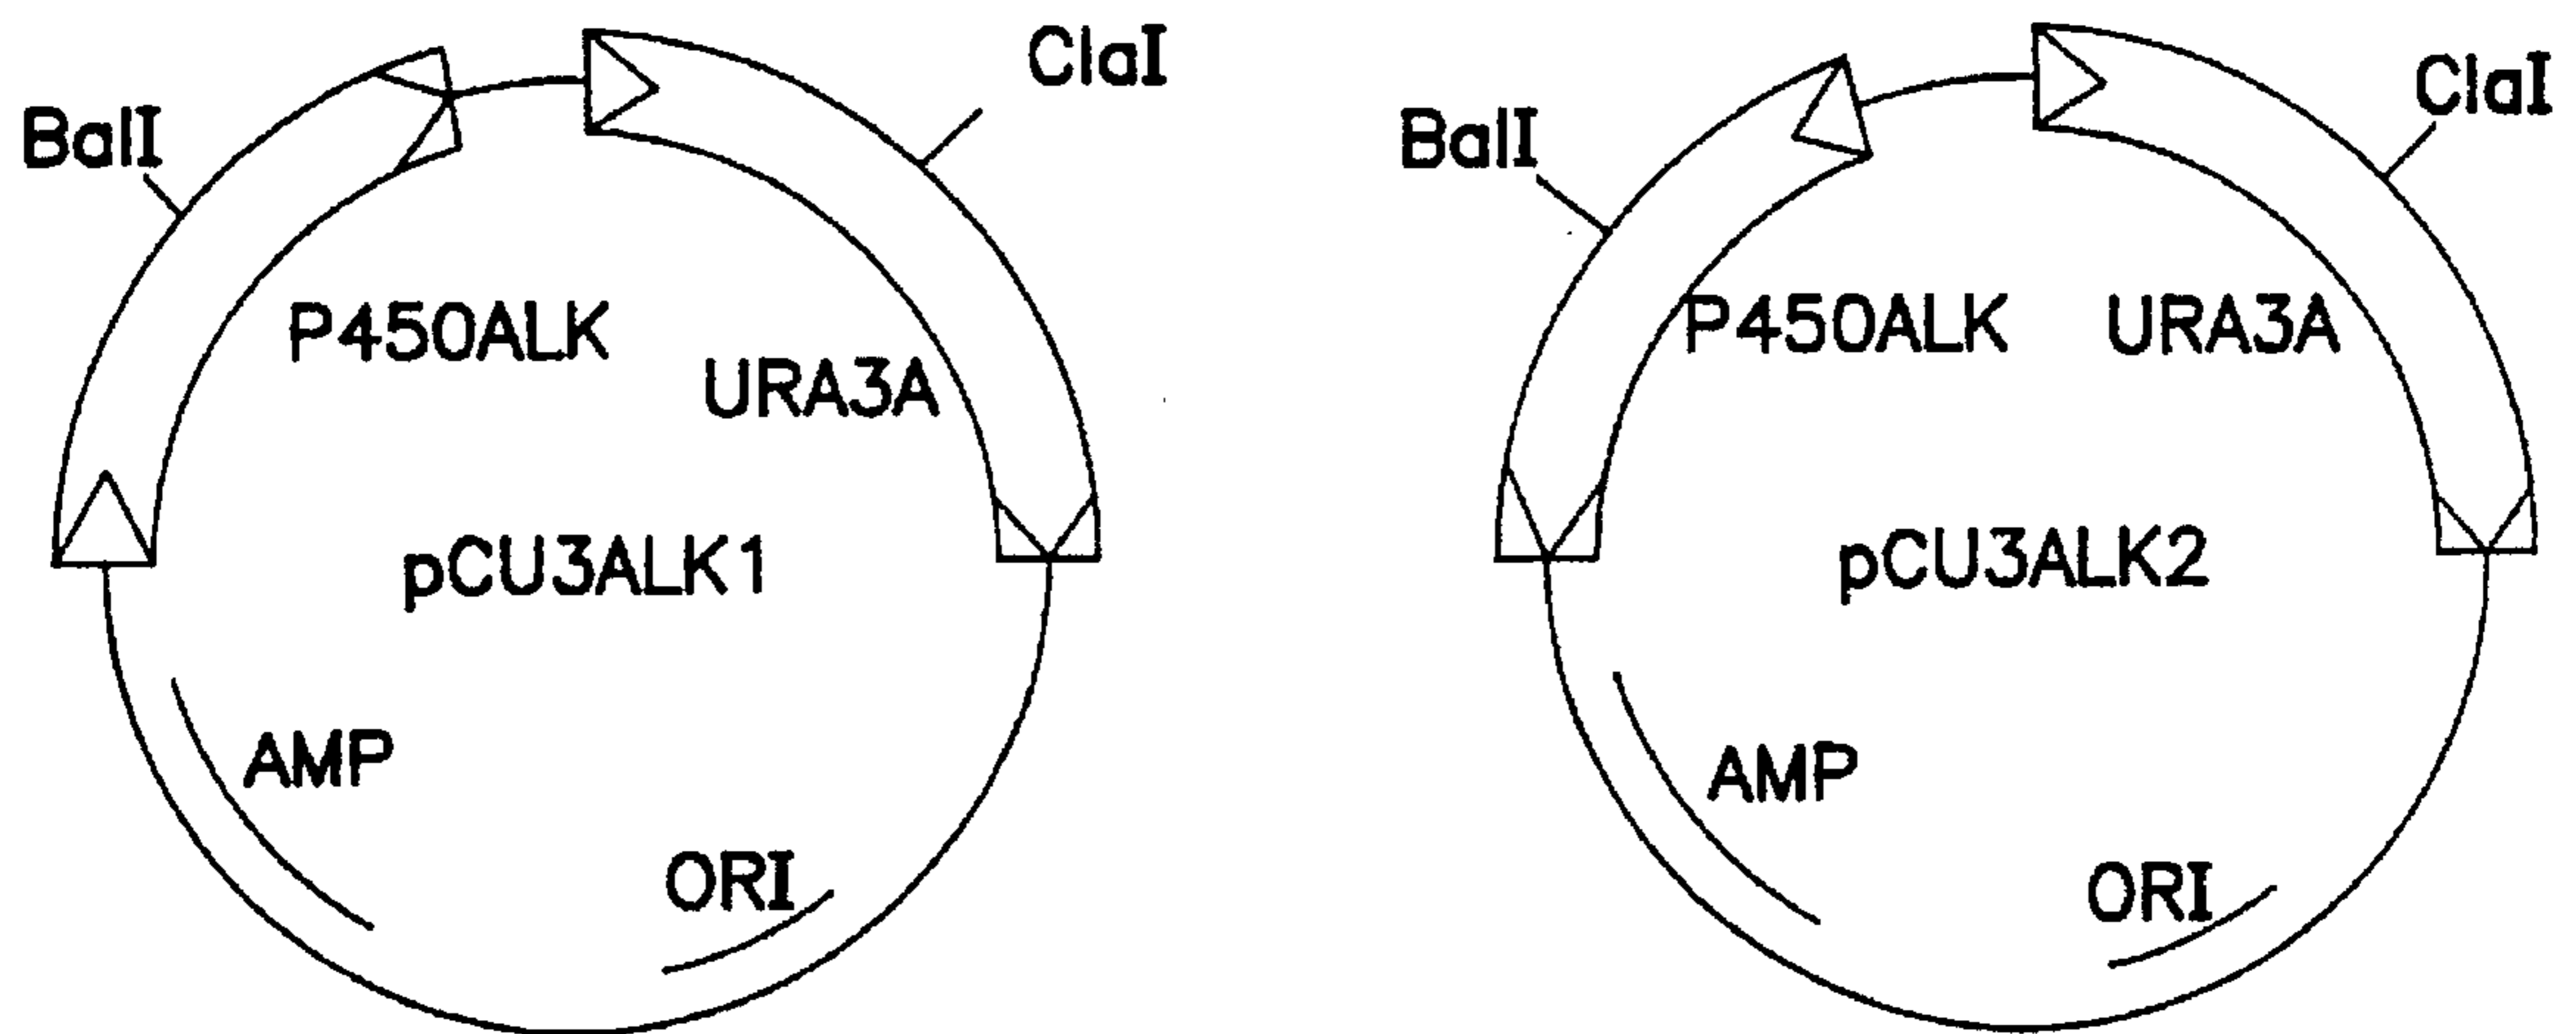 ClaI
BalI
P450ALK
URA3A
pCU3ALK1
AMP
ORI
ClaI
BalI
P450ALK
URA3A
pCU3ALK2
AMP
ORI